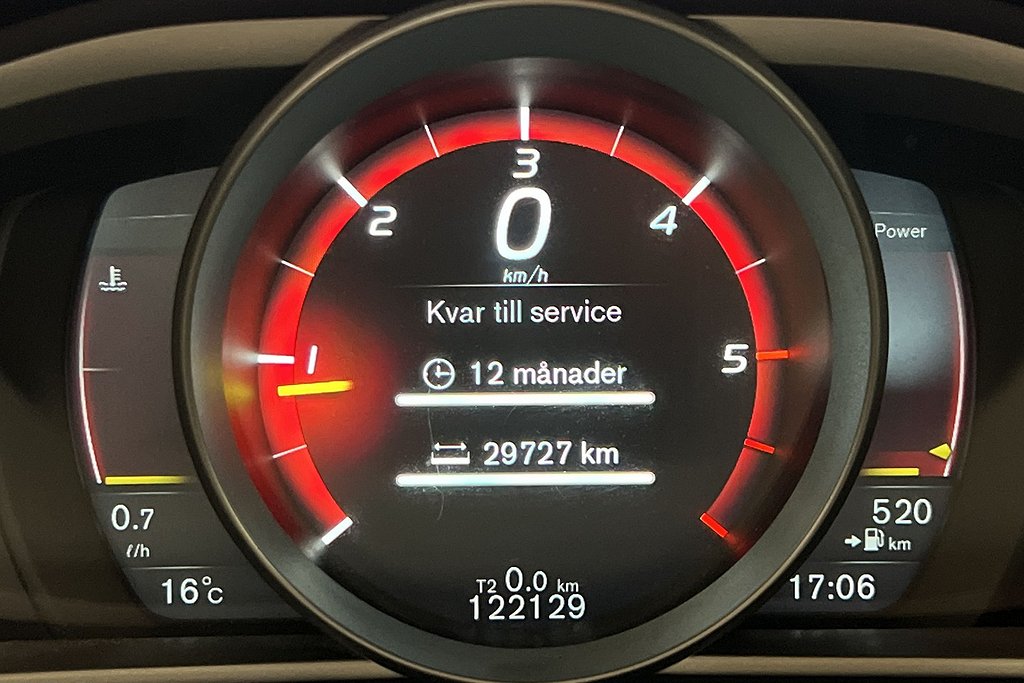 3
2
4
0
km/h
Power
Kvar till service
1
12 månader
5
29727 km
0.7
ℓ/h
520
km
16°C
T2 0.0 km
122129
17:06